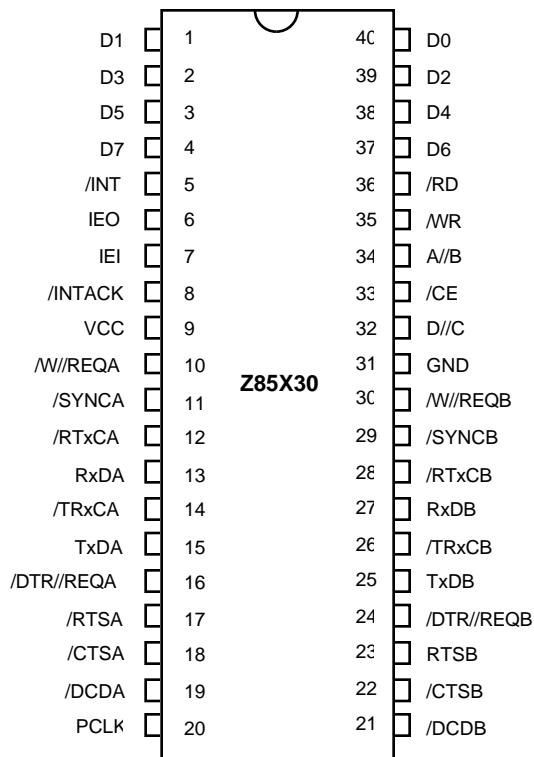 D1 1 40 D0
D3 2 39 D2
D5 3 38 D4
D7 4 37 D6
/INT 5 36 /RD
IEO 6 35 /WR
IEI 7 34 A//B
/INTACK 8 33 /CE
VCC 9 32 D//C
/W//REQA 10 31 GND
Z85X30
/SYNCA 11 30 /W//REQB
/RTxCA 12 29 /SYNCB
RxDA 13 28 /RTxCB
/TRxCA 14 27 RxDB
TxDA 15 26 /TRxCB
/DTR//REQA 16 25 TxDB
/RTSA 17 24 /DTR//REQB
/CTSA 18 23 RTSB
/DCDA 19 22 /CTSB
PCLK 20 21 /DCDB